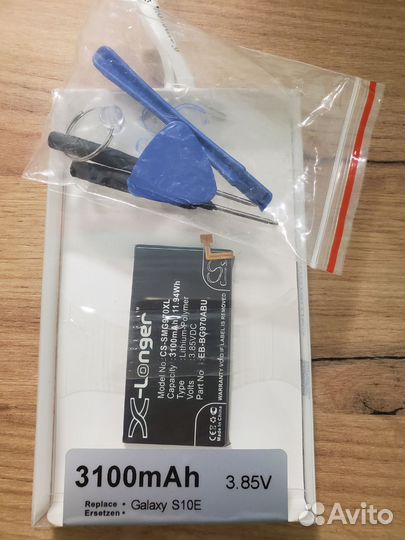 X-Longer
Model No: CS-SMG970XL
Capacity : 3100mAh / 11.94Wh
Type : Lithium-polymer
Volts : 3.85VDC
Part No.: EB-BG970ABU
3100mAh 3.85V
Replace • Galaxy S10E
Ersetzen •
Avito